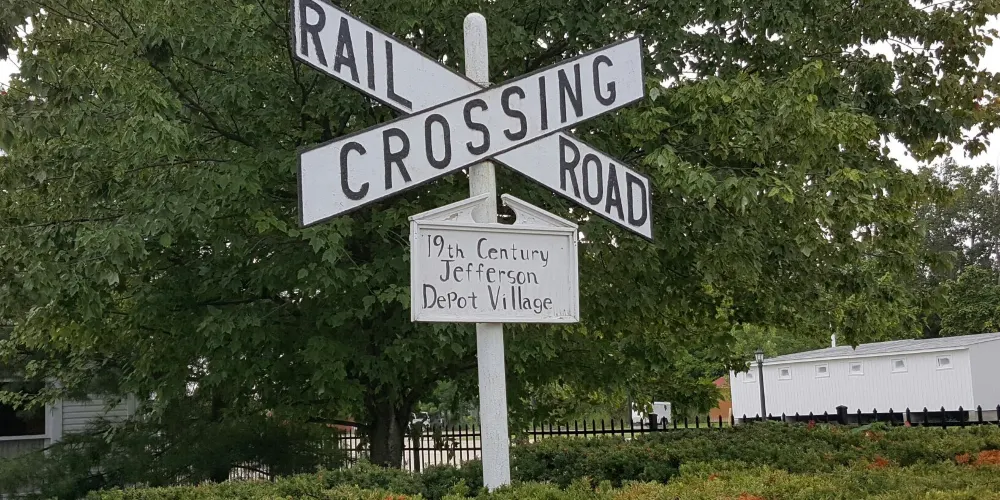 RAIL ROAD
CROSSING
19th Century
Jefferson
Depot Village